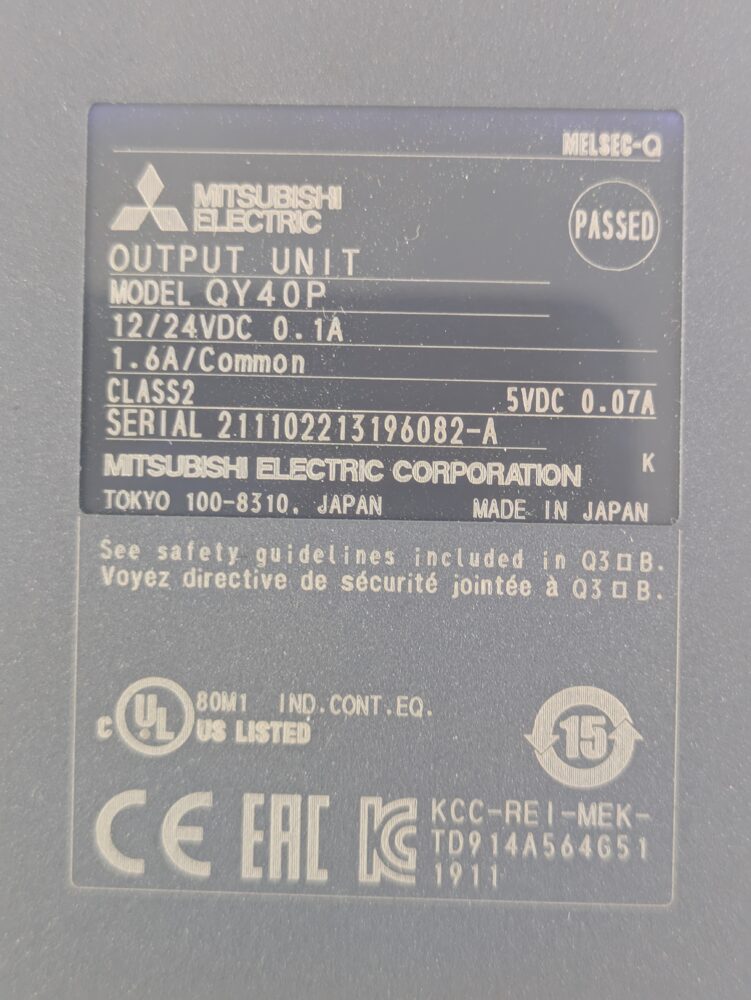 MELSEC-Q
MITSUBISHI
ELECTRIC
PASSED
OUTPUT UNIT
MODEL QY40P
12/24VDC 0.1A
1.6A/Common
CLASS2 5VDC 0.07A
SERIAL 211102213196082-A
MITSUBISHI ELECTRIC CORPORATION K
TOKYO 100-8310, JAPAN MADE IN JAPAN
See safety guidelines included in Q3□B.
Voyez directive de sécurité jointée à Q3□B.
80M1 IND.CONT.EQ.
c UL US LISTED
15
CE EAC KC KCC-REI-MEK-
TD914A564G51
1911